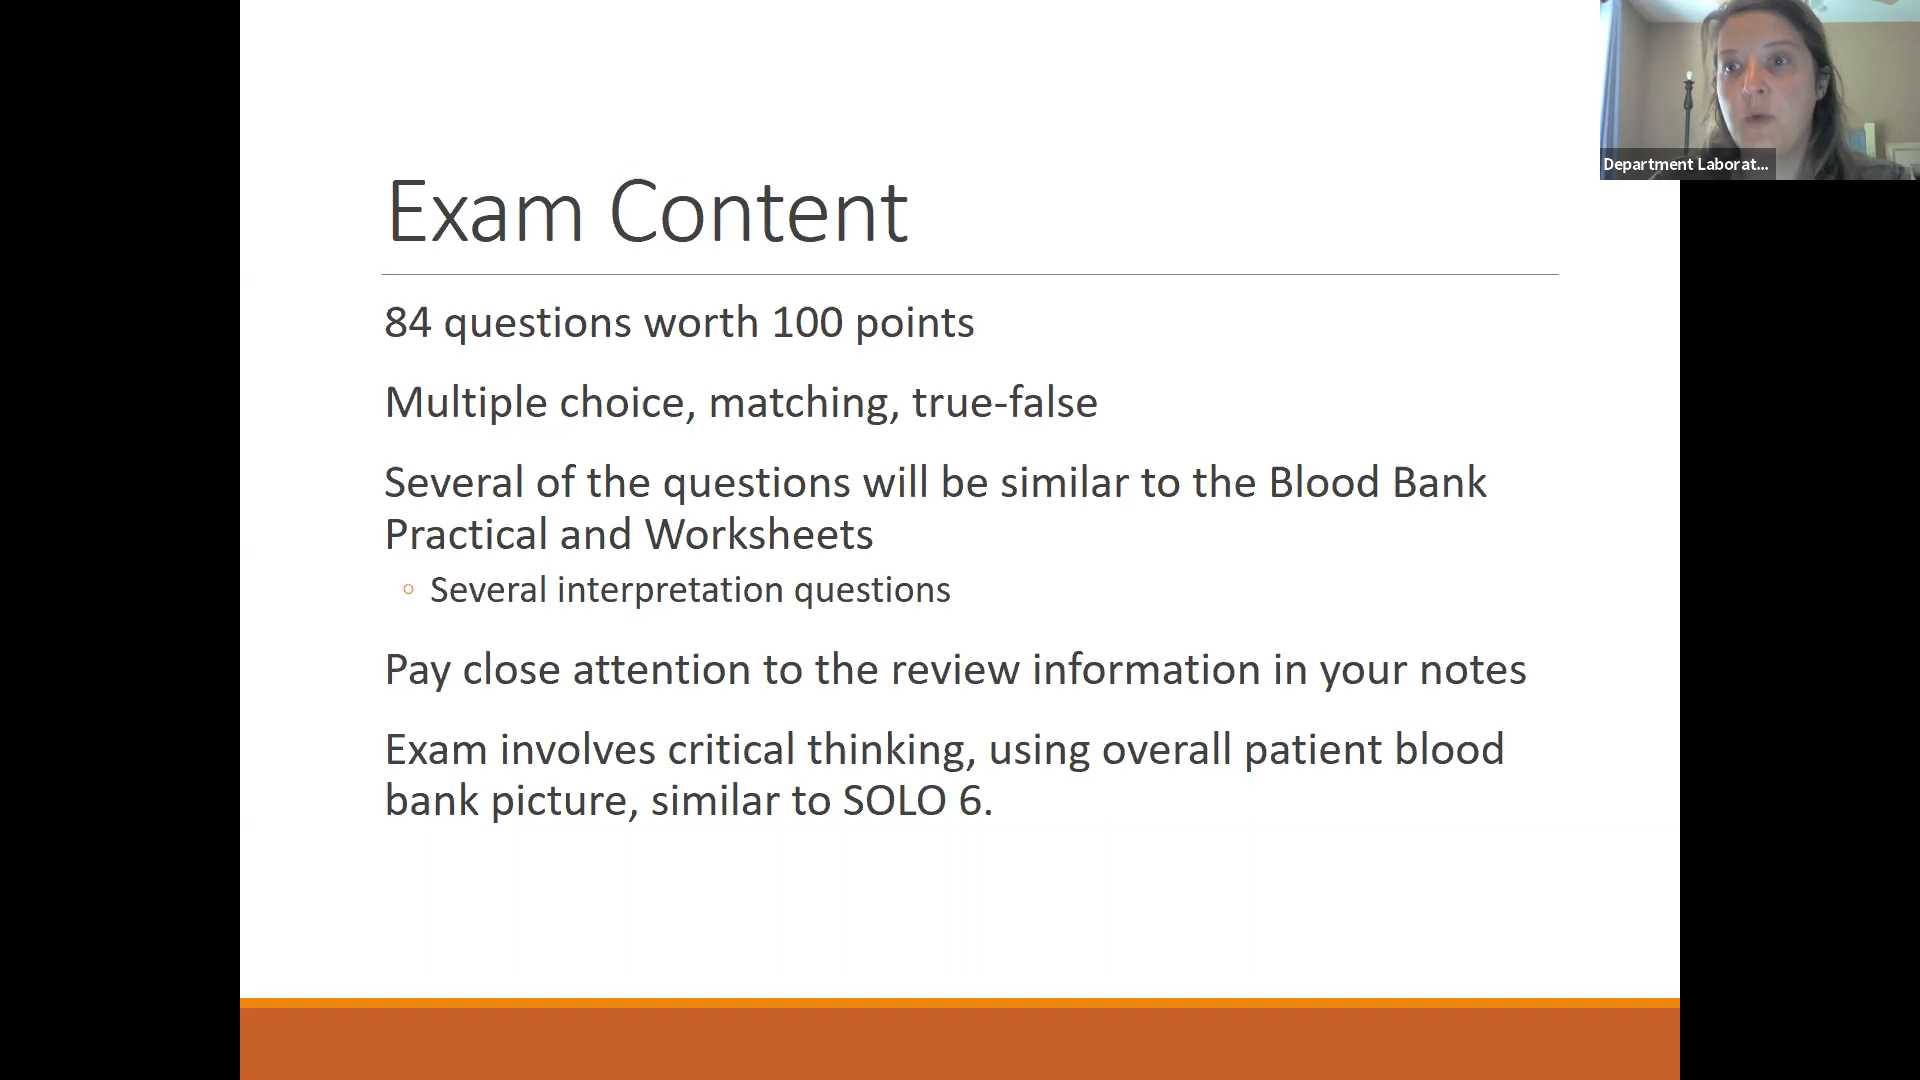 Exam Content
84 questions worth 100 points
Multiple choice, matching, true-false
Several of the questions will be similar to the Blood Bank
Practical and Worksheets
◦ Several interpretation questions
Pay close attention to the review information in your notes
Exam involves critical thinking, using overall patient blood
bank picture, similar to SOLO 6.
Department Laborat...